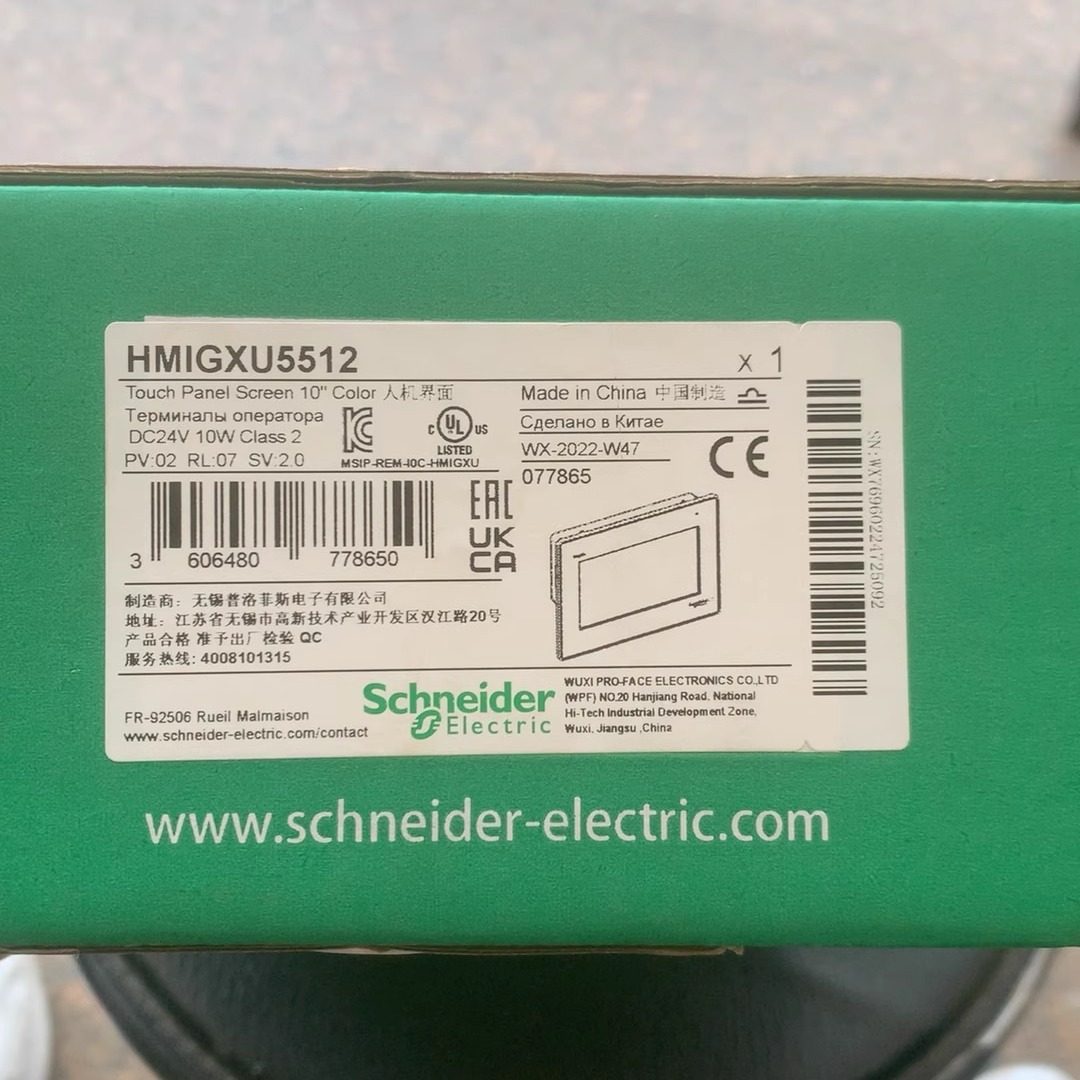 HMIGXU5512
X 1
Touch Panel Screen 10" Color 人机界面
Терминалы оператора
DC24V 10W Class 2
PV:02 RL:07 SV:2.0
MSIP-REM-I0C-HMIGXU
C UL US
LISTED
Made in China 中国制造
Сделано в Китае
WX-2022-W47
077865
CE
EAC
UK
CA
3 606480 778650
SN:WX76960224725092
制造商：无锡普洛菲斯电子有限公司
地址：江苏省无锡市高新技术产业开发区汉江路20号
产品合格 准予出厂检验 QC
服务热线: 4008101315
FR-92506 Rueil Malmaison
www.schneider-electric.com/contact
Schneider
Electric
WUXI PRO-FACE ELECTRONICS CO.,LTD
(WPF) NO.20 Hanjiang Road. National
Hi-Tech Industrial Development Zone,
Wuxi. Jiangsu ,China
www.schneider-electric.com